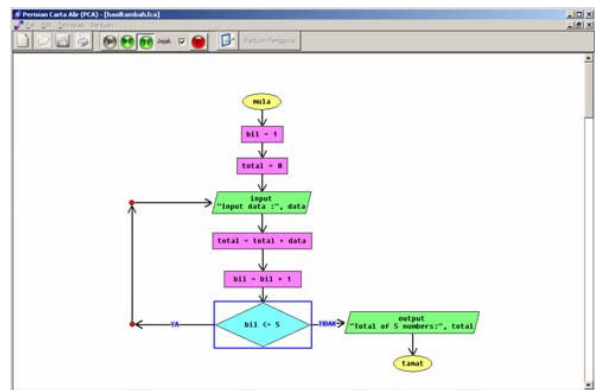 Perisian Carta Alir (PCA) - [hasiltambah.fca]
Jejak
mula
bil = 1
total = 0
input
"Input data :", data
total = total + data
bil = bil + 1
bil <= 5
YA
TIDAK
output
"Total of 5 numbers:", total
tamat